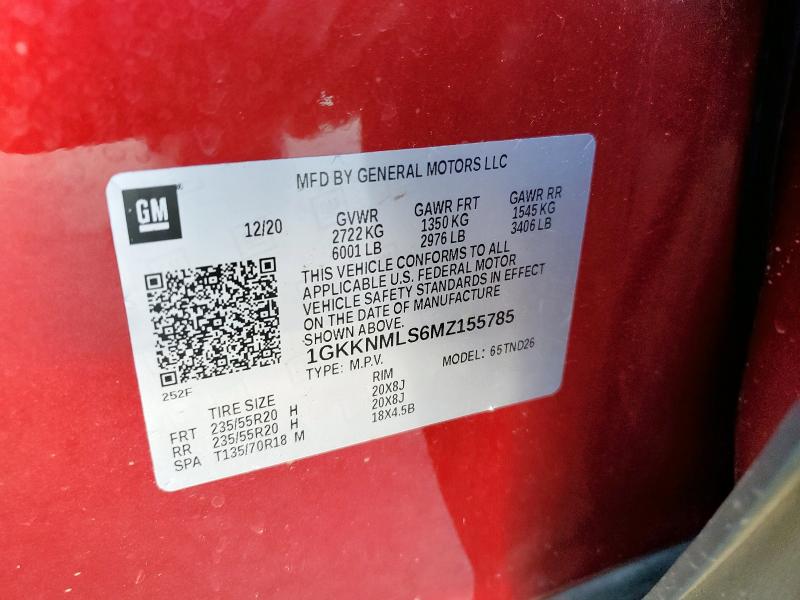 MFD BY GENERAL MOTORS LLC
GM
12/20
GVWR
2722 KG
6001 LB
GAWR FRT
1350 KG
2976 LB
GAWR RR
1545 KG
3406 LB
THIS VEHICLE CONFORMS TO ALL
APPLICABLE U.S. FEDERAL MOTOR
VEHICLE SAFETY STANDARDS IN EFFECT
ON THE DATE OF MANUFACTURE
SHOWN ABOVE.
1GKKNMLS6MZ155785
TYPE: M.P.V. MODEL: 65TND26
252F
TIRE SIZE RIM
FRT 235/55R20 H 20X8J
RR 235/55R20 H 20X8J
SPA T135/70R18 M 18X4.5B